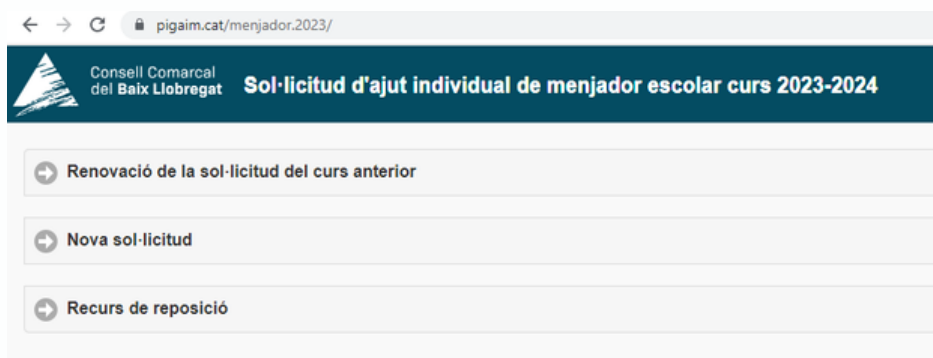 pigaim.cat/menjador.2023/
Consell Comarcal
del Baix Llobregat
Sol·licitud d'ajut individual de menjador escolar curs 2023-2024
Renovació de la sol·licitud del curs anterior
Nova sol·licitud
Recurs de reposició